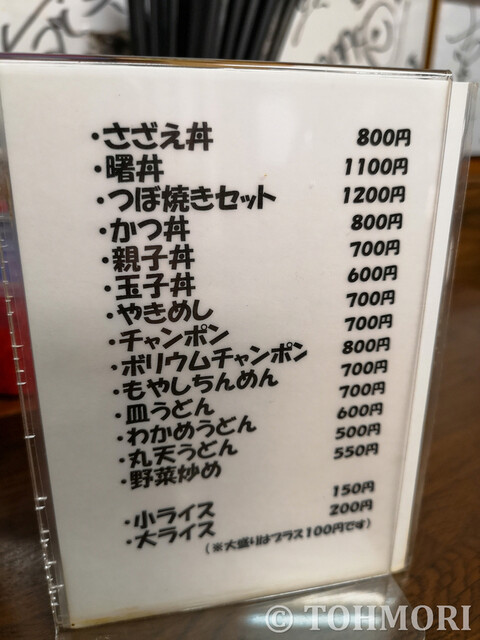 ・さざえ丼 800円
・曙丼 1100円
・つぼ焼きセット 1200円
・かつ丼 800円
・親子丼 700円
・玉子丼 600円
・やきめし 700円
・チャンポン 700円
・ボリウムチャンポン 800円
・もやしちんめん 700円
・皿うどん 700円
・わかめうどん 600円
・丸天うどん 500円
・野菜炒め 550円
・小ライス 150円
・大ライス 200円
(※大盛りはプラス100円です)
© TOHMORI